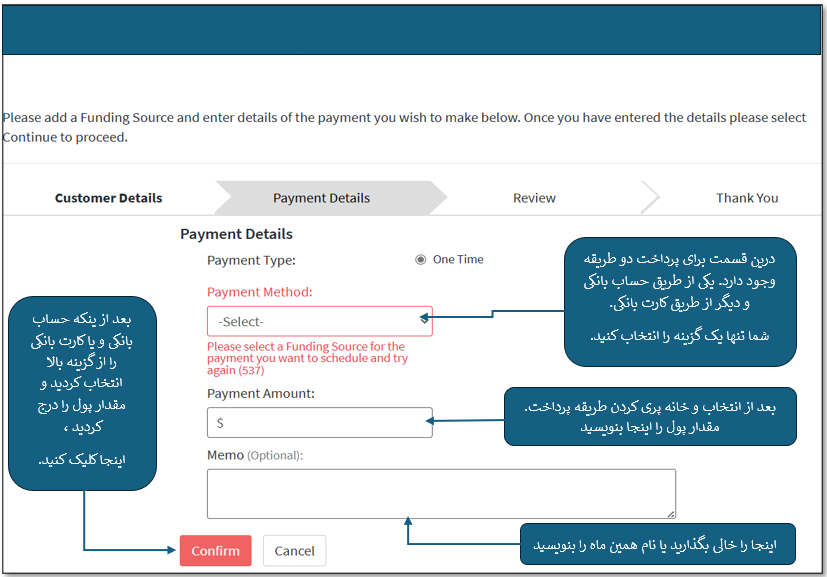 Please add a Funding Source and enter details of the payment you wish to make below. Once you have entered the details please select
Continue to proceed.
Customer Details
Payment Details
Review
Thank You
Payment Details
Payment Type:
One Time
Payment Method:
-Select-
Please select a Funding Source for the
payment you want to schedule and try
again (537)
درین قسمت برای پرداخت دو طریقه
وجود دارد. یکی از طریق حساب بانکی
و دیگر از طریق کارت بانکی.
شما تنها یک گزینه را انتخاب کنید.
Payment Amount:
$
بعد از انتخاب و خانه پری کردن طریقه پرداخت.
مقدار پول را اینجا بنویسید
Memo (Optional):
اینجا را خالی بگذارید یا نام همین ماه را بنویسید
بعد از ینکه حساب
بانکی و یا کارت بانکی
را از گزینه بالا
انتخاب کردید و
مقدار پول را درج
کردید ،
اینجا کلیک کنید.
Confirm
Cancel